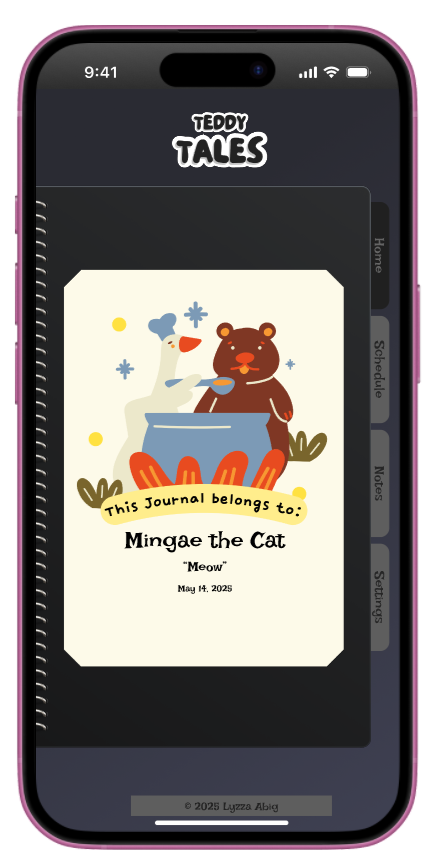 9:41
TEDDY
TALES
Home
Schedule
Notes
Settings
This Journal belongs to:
Mingae the Cat
"Meow"
May 14, 2025
© 2025 Lyzza Abig